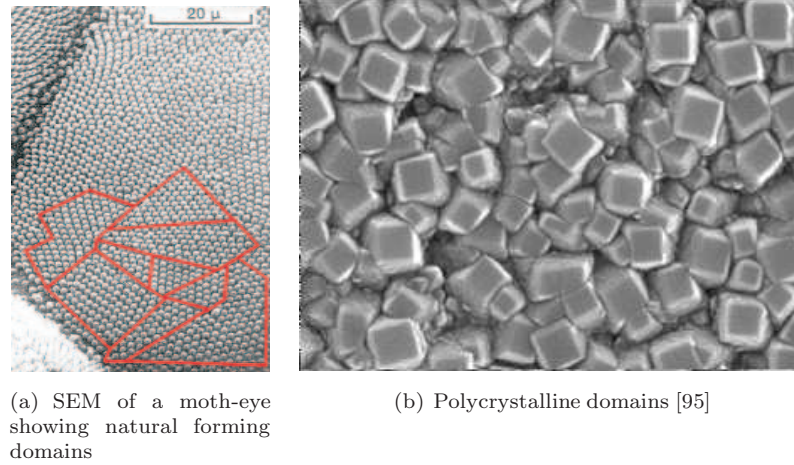 20 μ
(a) SEM of a moth-eye
showing natural forming
domains
(b) Polycrystalline domains [95]